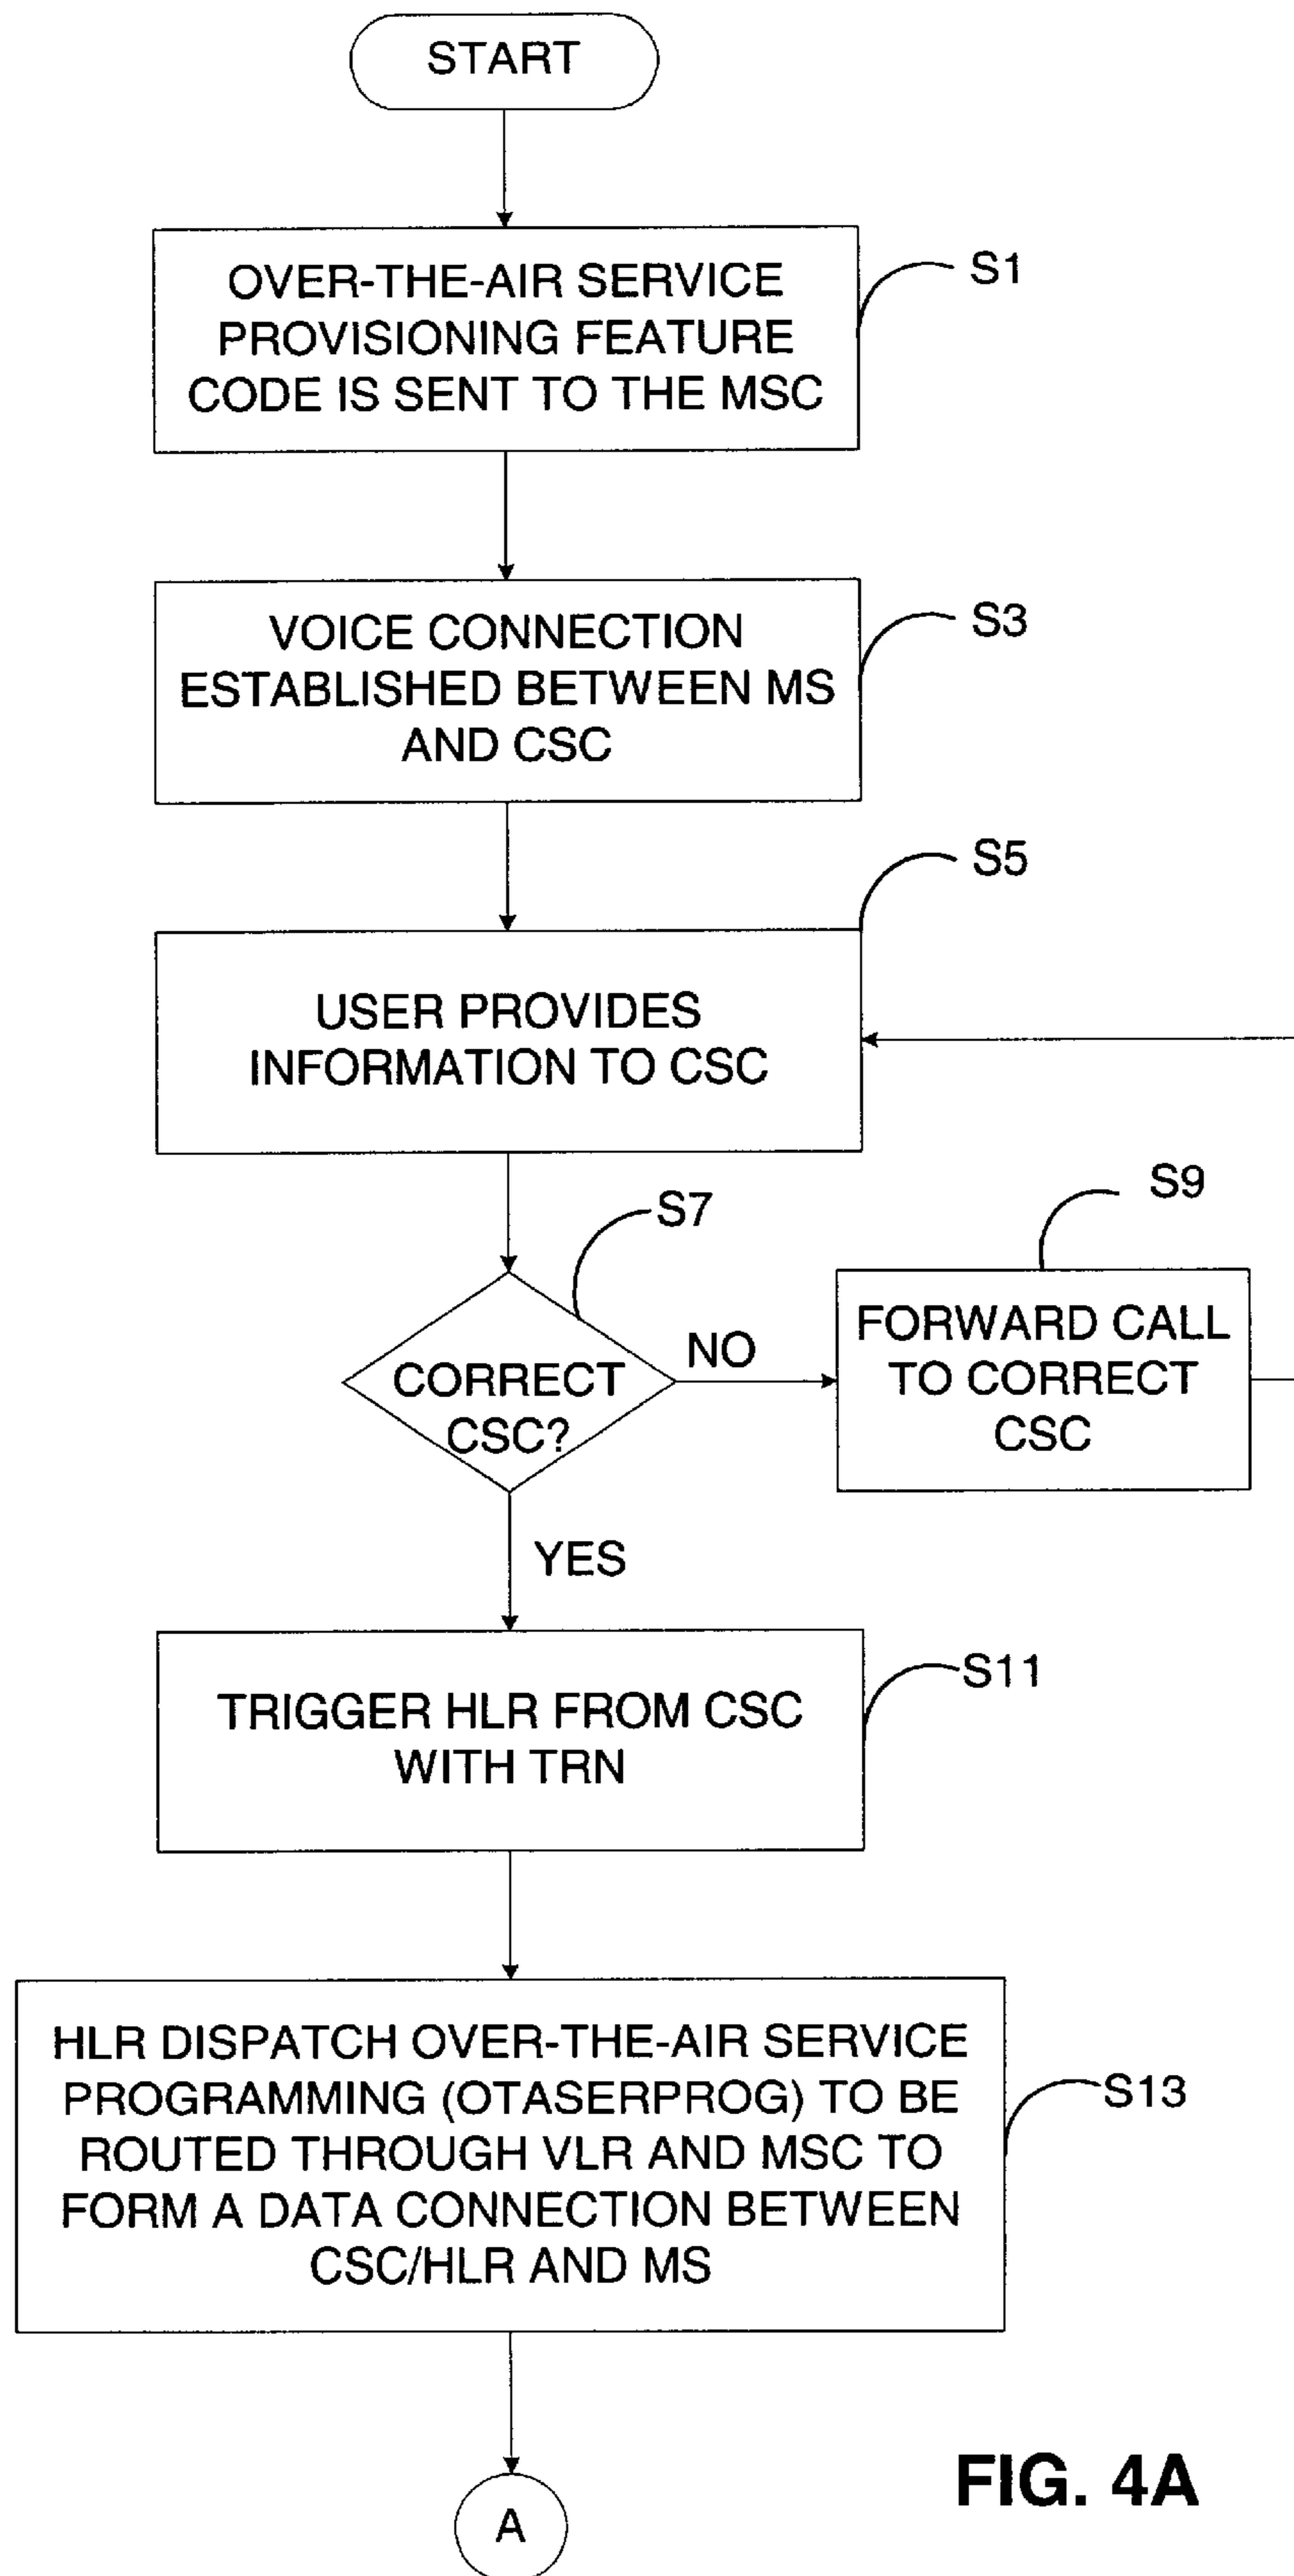 START
OVER-THE-AIR SERVICE
PROVISIONING FEATURE
CODE IS SENT TO THE MSC
S1
VOICE CONNECTION
ESTABLISHED BETWEEN MS
AND CSC
S3
S5
USER PROVIDES
INFORMATION TO CSC
S7
CORRECT
CSC?
NO
S9
FORWARD CALL
TO CORRECT
CSC
YES
TRIGGER HLR FROM CSC
WITH TRN
S11
HLR DISPATCH OVER-THE-AIR SERVICE
PROGRAMMING (OTASERPROG) TO BE
ROUTED THROUGH VLR AND MSC TO
FORM A DATA CONNECTION BETWEEN
CSC/HLR AND MS
S13
A
FIG. 4A